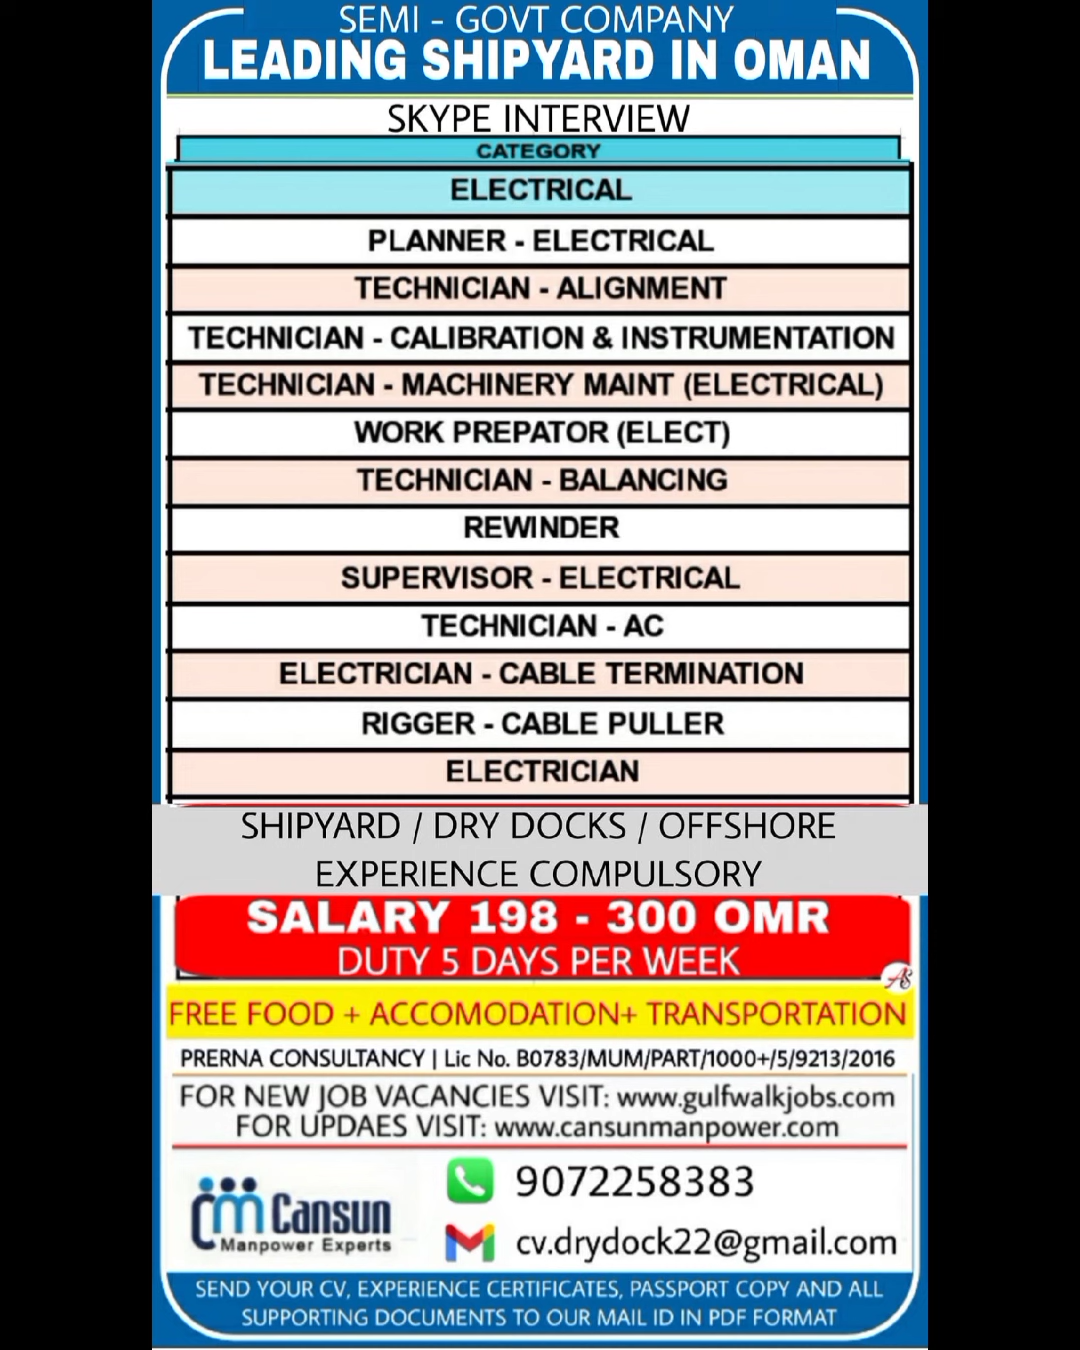 SEMI - GOVT COMPANY
LEADING SHIPYARD IN OMAN
SKYPE INTERVIEW
CATEGORY
ELECTRICAL
PLANNER - ELECTRICAL
TECHNICIAN - ALIGNMENT
TECHNICIAN - CALIBRATION & INSTRUMENTATION
TECHNICIAN - MACHINERY MAINT (ELECTRICAL)
WORK PREPATOR (ELECT)
TECHNICIAN - BALANCING
REWINDER
SUPERVISOR - ELECTRICAL
TECHNICIAN - AC
ELECTRICIAN - CABLE TERMINATION
RIGGER - CABLE PULLER
ELECTRICIAN
SHIPYARD / DRY DOCKS / OFFSHORE
EXPERIENCE COMPULSORY
SALARY 198 - 300 OMR
DUTY 5 DAYS PER WEEK
AS
FREE FOOD + ACCOMODATION+ TRANSPORTATION
PRERNA CONSULTANCY | Lic No. B0783/MUM/PART/1000+/5/9213/2016
FOR NEW JOB VACANCIES VISIT: www.gulfwalkjobs.com
FOR UPDAES VISIT: www.cansunmanpower.com
Cansun
Manpower Experts
9072258383
cv.drydock22@gmail.com
SEND YOUR CV, EXPERIENCE CERTIFICATES, PASSPORT COPY AND ALL
SUPPORTING DOCUMENTS TO OUR MAIL ID IN PDF FORMAT